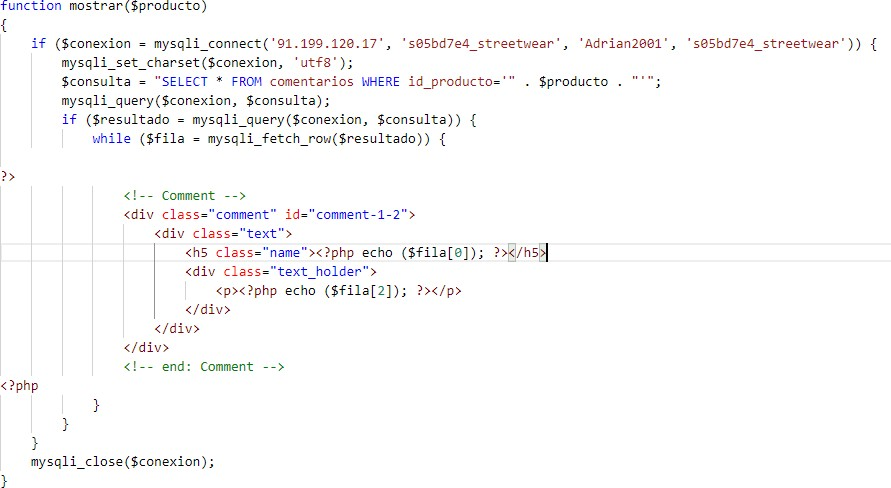 function mostrar($producto)
{
if ($conexion = mysqli_connect('91.199.120.17', 's05bd7e4_streetwear', 'Adrian2001', 's05bd7e4_streetwear')) {
mysqli_set_charset($conexion, 'utf8');
$consulta = "SELECT * FROM comentarios WHERE id_producto='" . $producto . "'";
mysqli_query($conexion, $consulta);
if ($resultado = mysqli_query($conexion, $consulta)) {
while ($fila = mysqli_fetch_row($resultado)) {
?>
<!-- Comment -->
<div class="comment" id="comment-1-2">
<div class="text">
<h5 class="name"><?php echo ($fila[0]); ?></h5>
<div class="text_holder">
<p><?php echo ($fila[2]); ?></p>
</div>
</div>
</div>
<!-- end: Comment -->
<?php
}
}
}
mysqli_close($conexion);
}